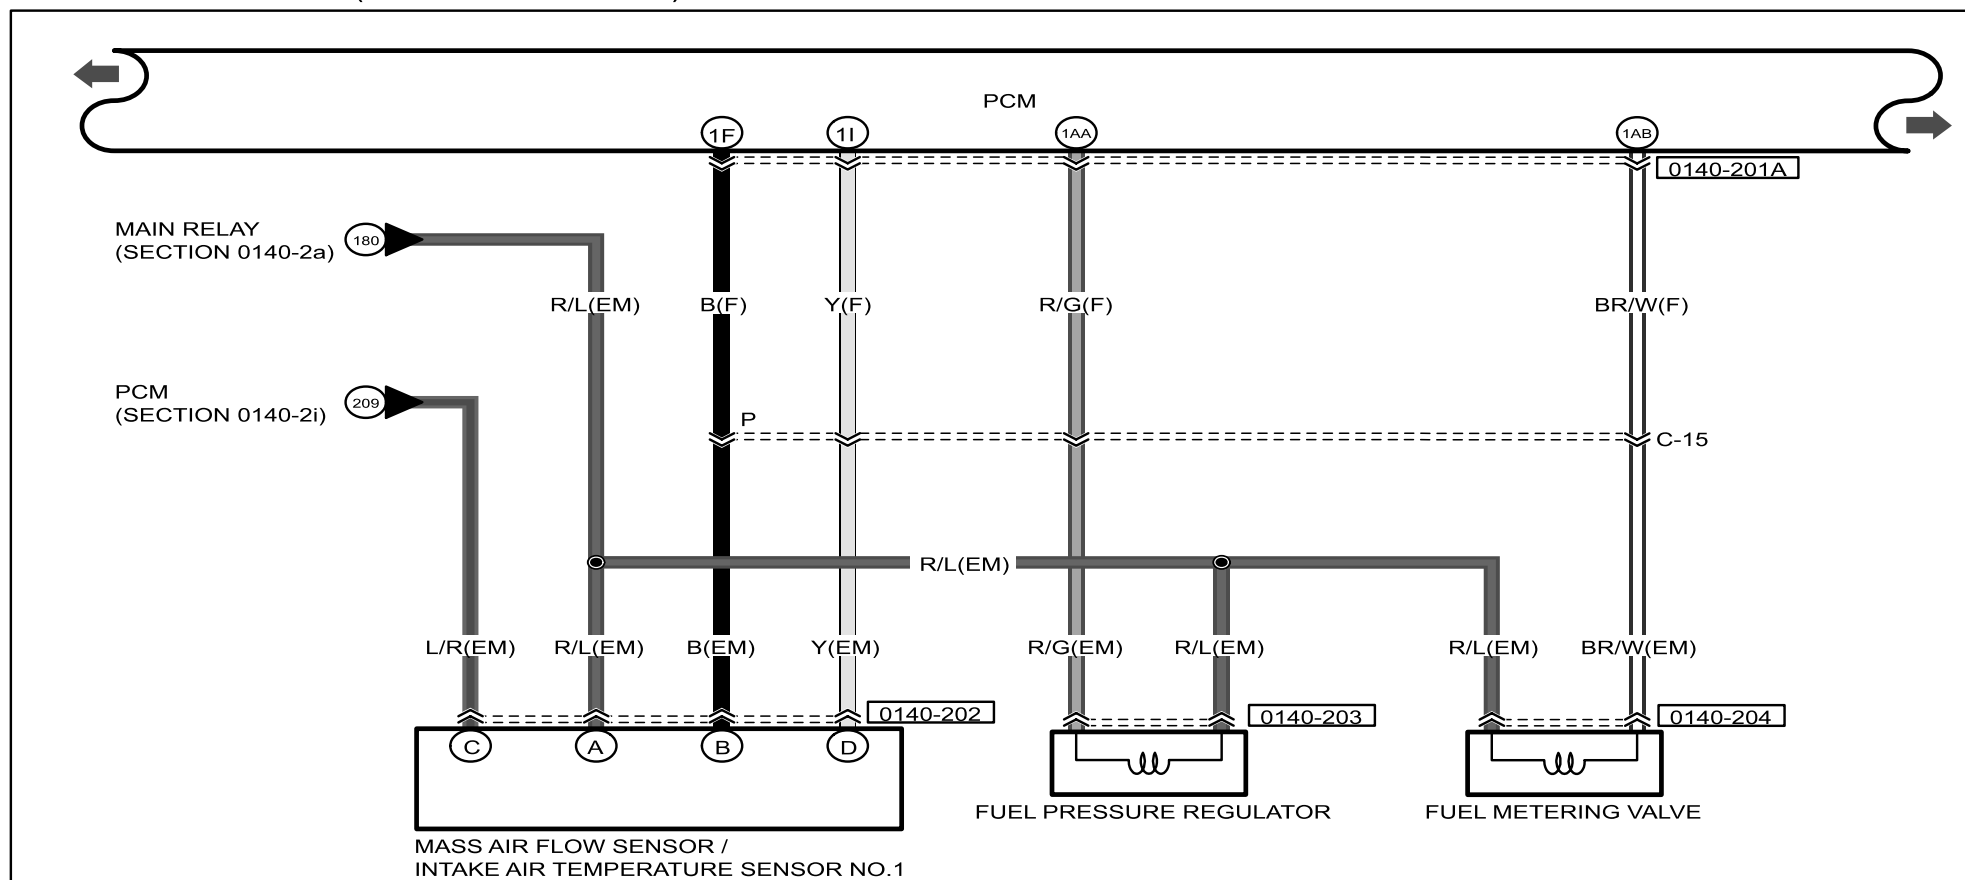 PCM
1F 1I 1AA 1AB
0140-201A
MAIN RELAY
(SECTION 0140-2a)
180
R/L(EM) B(F) Y(F) R/G(F) BR/W(F)
PCM
(SECTION 0140-2i)
209
P
C-15
R/L(EM)
L/R(EM) R/L(EM) B(EM) Y(EM) R/G(EM) R/L(EM) R/L(EM) BR/W(EM)
0140-202 0140-203 0140-204
C A B D
FUEL PRESSURE REGULATOR FUEL METERING VALVE
MASS AIR FLOW SENSOR /
INTAKE AIR TEMPERATURE SENSOR NO.1